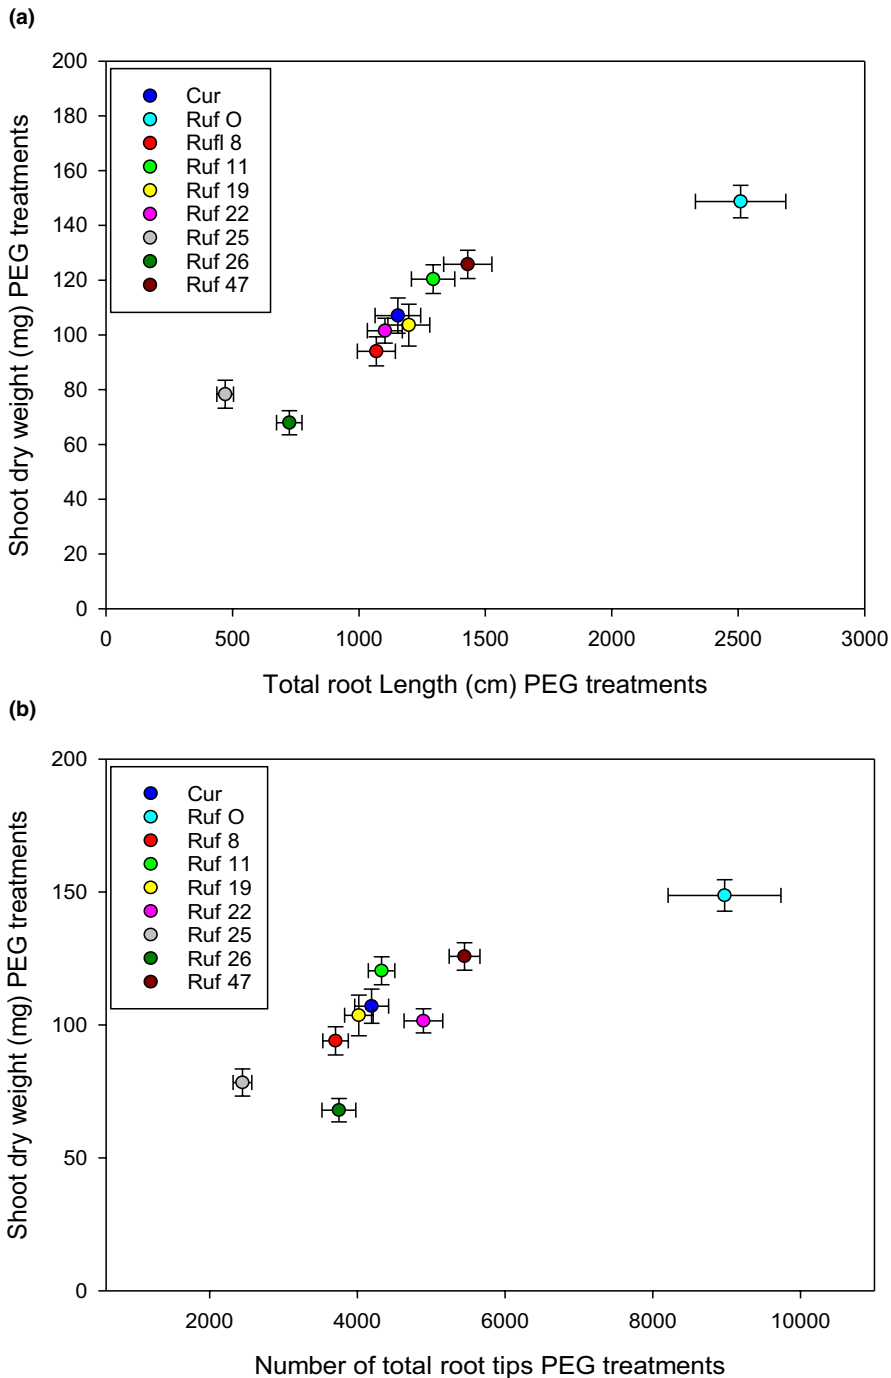 (a)
200
180
160
140
120
100
80
60
40
20
0
Shoot dry weight (mg) PEG treatments
Cur
Ruf O
Rufl 8
Ruf 11
Ruf 19
Ruf 22
Ruf 25
Ruf 26
Ruf 47
0 500 1000 1500 2000 2500 3000
Total root Length (cm) PEG treatments
(b)
200
150
100
50
0
Shoot dry weight (mg) PEG treatments
Cur
Ruf O
Ruf 8
Ruf 11
Ruf 19
Ruf 22
Ruf 25
Ruf 26
Ruf 47
2000 4000 6000 8000 10000
Number of total root tips PEG treatments